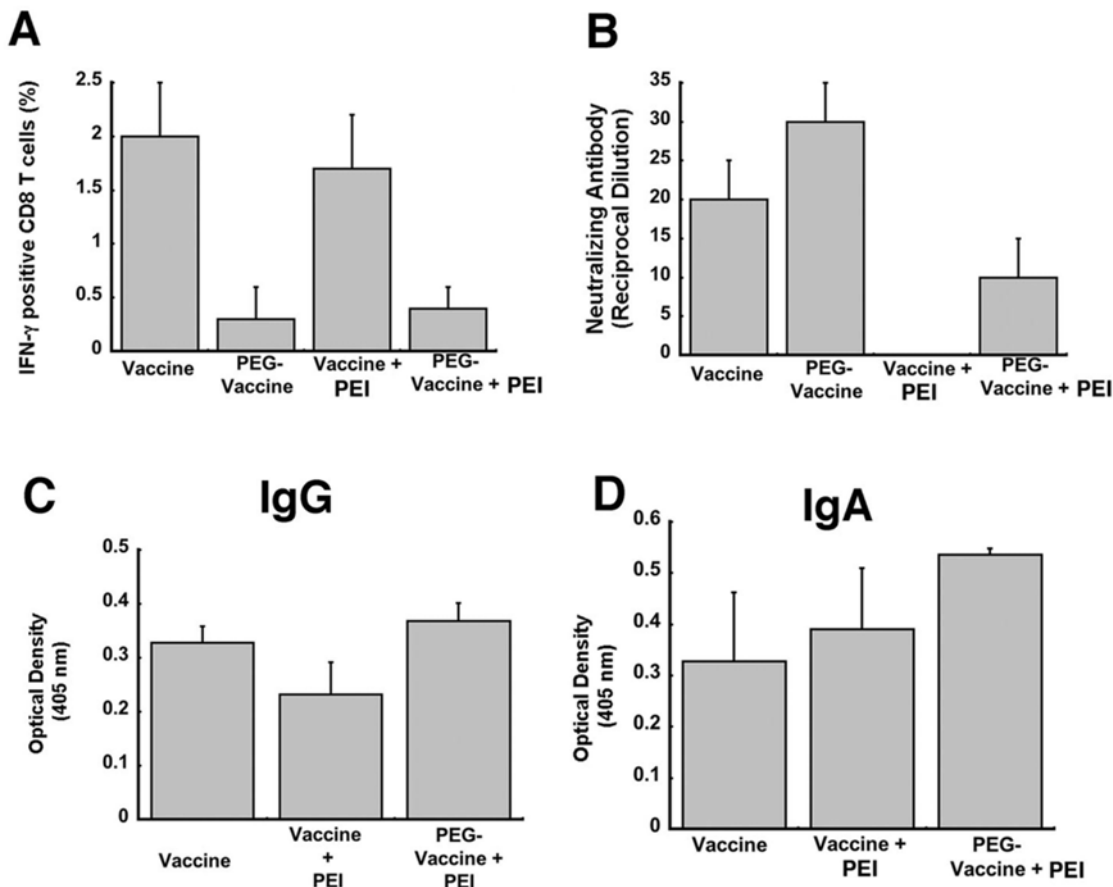 A
IFN-γ positive CD8 T cells (%)
2.5
2
1.5
1
0.5
0
Vaccine
PEG-
Vaccine
Vaccine +
PEI
PEG-
Vaccine + PEI
B
Neutralizing Antibody
(Reciprocal Dilution)
35
30
25
20
15
10
5
0
Vaccine
PEG-
Vaccine
Vaccine +
PEI
PEG-
Vaccine + PEI
C
IgG
Optical Density
(405 nm)
0.5
0.4
0.3
0.2
0.1
0
Vaccine
Vaccine
+
PEI
PEG-
Vaccine +
PEI
D
IgA
Optical Density
(405 nm)
0.6
0.5
0.4
0.3
0.2
0.1
0
Vaccine
Vaccine +
PEI
PEG-
Vaccine + PEI